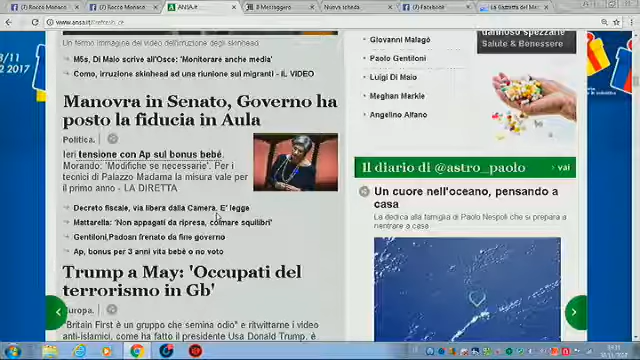 Rocco Monaco
Rocco Monaco
ANSA.it
Il Messaggero
Nuova scheda
Facebook
La Gazzetta del M
www.ansa.it
Un fermo immagine del video dell'irruzione degli skinhead
M5s, Di Maio scrive all'Osce: 'Monitorare anche media'
Como, irruzione skinhead ad una riunione sul migranti - IL VIDEO
Manovra in Senato, Governo ha
posto la fiducia in Aula
Politica.
Ieri tensione con Ap sul bonus bebé.
Morando: 'Modifiche se necessarie'. Per i
tecnici di Palazzo Madama la misura vale per
il primo anno - LA DIRETTA
Decreto fiscale, via libera dalla Camera. E' legge
Mattarella: 'Non appagati da ripresa, colmare squilibri'
Gentiloni,Padoan frenato da fine governo
Ap, bonus per 3 anni vita bebè o no voto
Trump a May: 'Occupati del
terrorismo in Gb'
Europa.
"Britain First è un gruppo che semina odio" e ritwittarne i video
anti-islamici, come ha fatto il presidente Usa Donald Trump, è
Giovanni Malagò
Paolo Gentiloni
Luigi Di Maio
Meghan Markle
Angelino Alfano
dannoso spezzarle
Salute & Benessere
Il diario di @astro_paolo
vai
Un cuore nell'oceano, pensando a
casa
La dedica alla famiglia di Paolo Nespoli che si prepara a
rientrare a casa